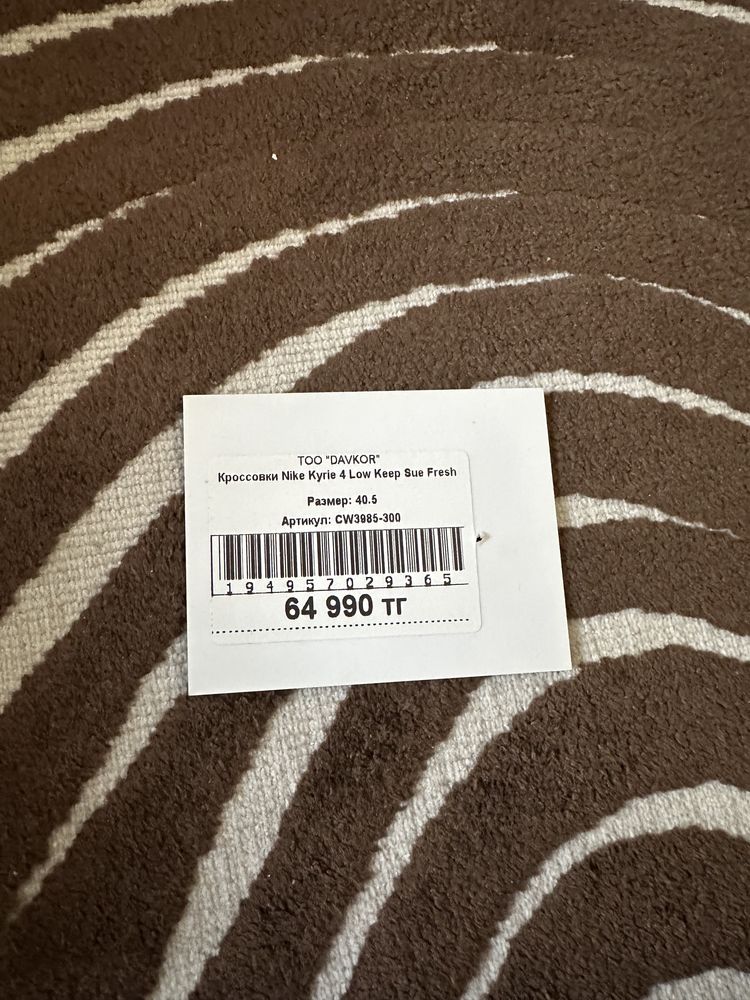 ТОО "DAVKOR"
Кроссовки Nike Kyrie 4 Low Keep Sue Fresh
Размер: 40.5
Артикул: CW3985-300
194957029365
64 990 тг